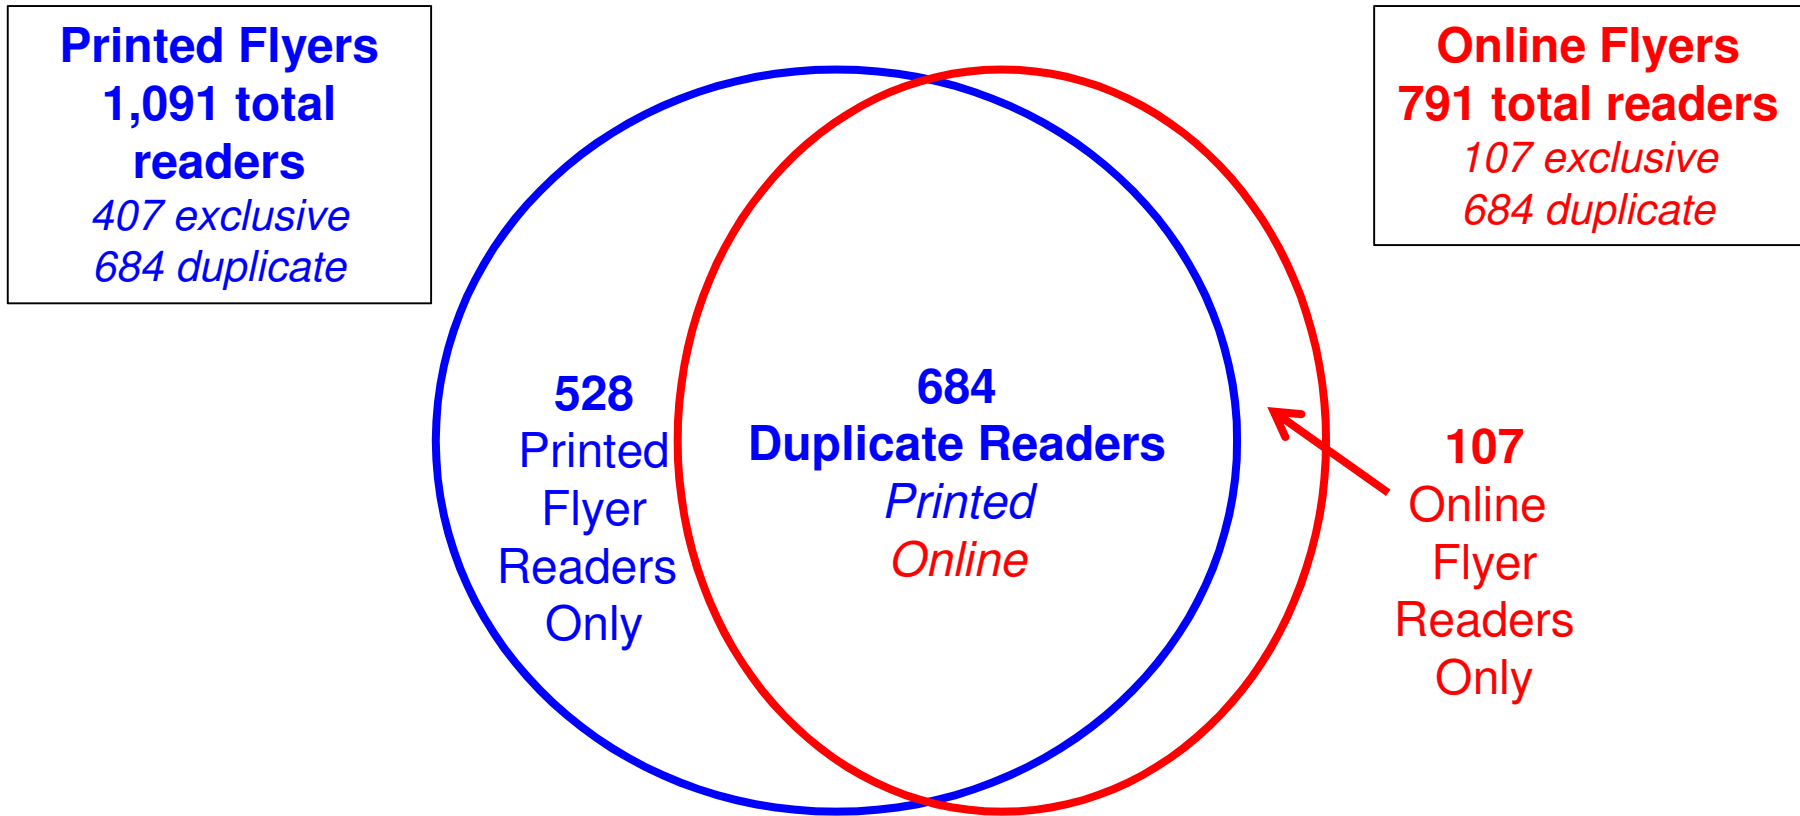 Printed Flyers
1,091 total
readers
407 exclusive
684 duplicate
Online Flyers
791 total readers
107 exclusive
684 duplicate
528
Printed
Flyer
Readers
Only
684
Duplicate Readers
Printed
Online
107
Online
Flyer
Readers
Only